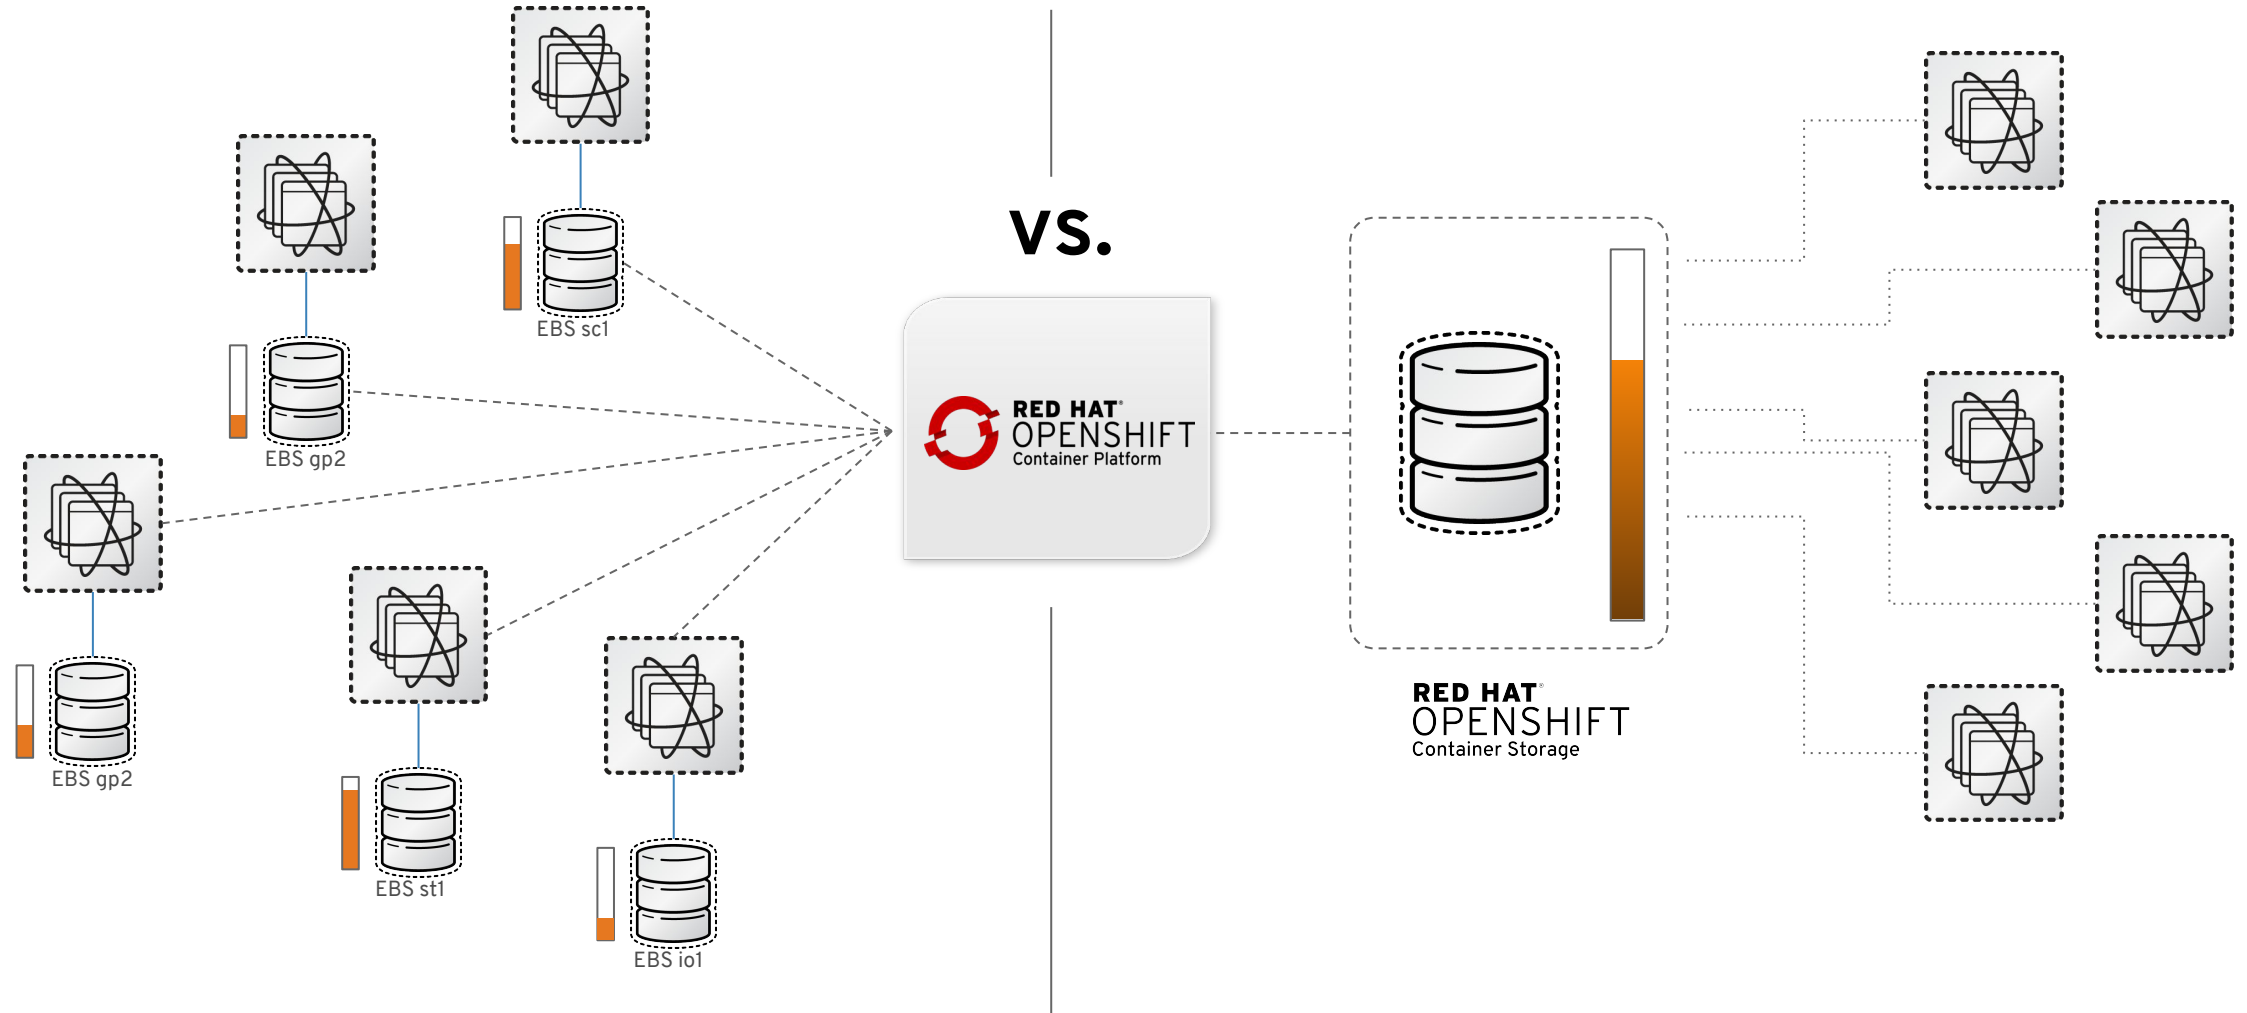 EBS sc1
EBS gp2
EBS gp2
EBS st1
EBS io1
vs.
RED HAT®
OPENSHIFT
Container Platform
RED HAT®
OPENSHIFT
Container Storage